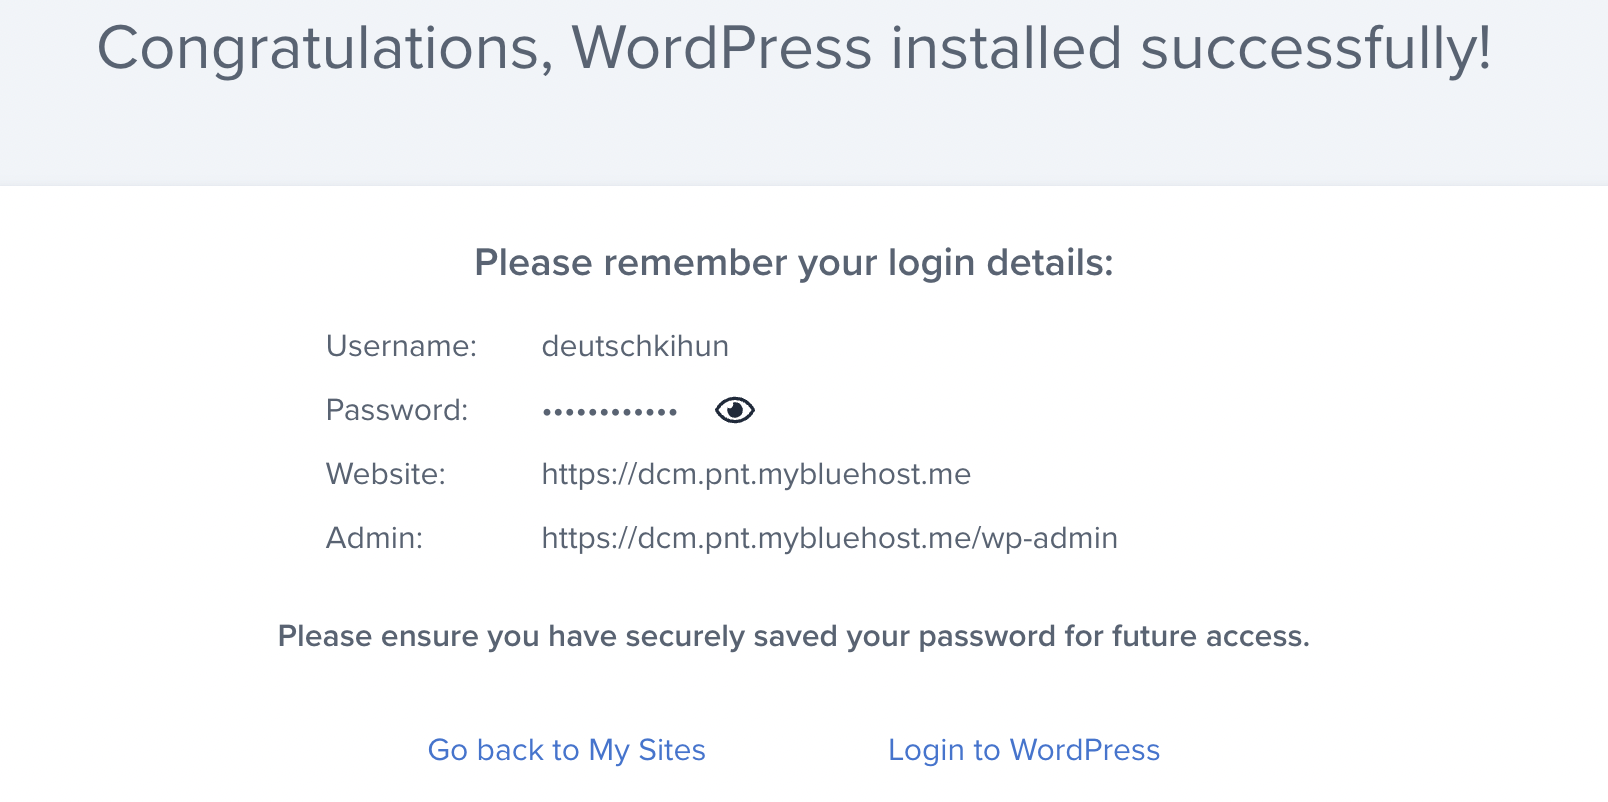 Congratulations, WordPress installed successfully!
Please remember your login details:
Username: deutschkihun
Password: ••••••••••••
Website: https://dcm.pnt.mybluehost.me
Admin: https://dcm.pnt.mybluehost.me/wp-admin
Please ensure you have securely saved your password for future access.
Go back to My Sites Login to WordPress